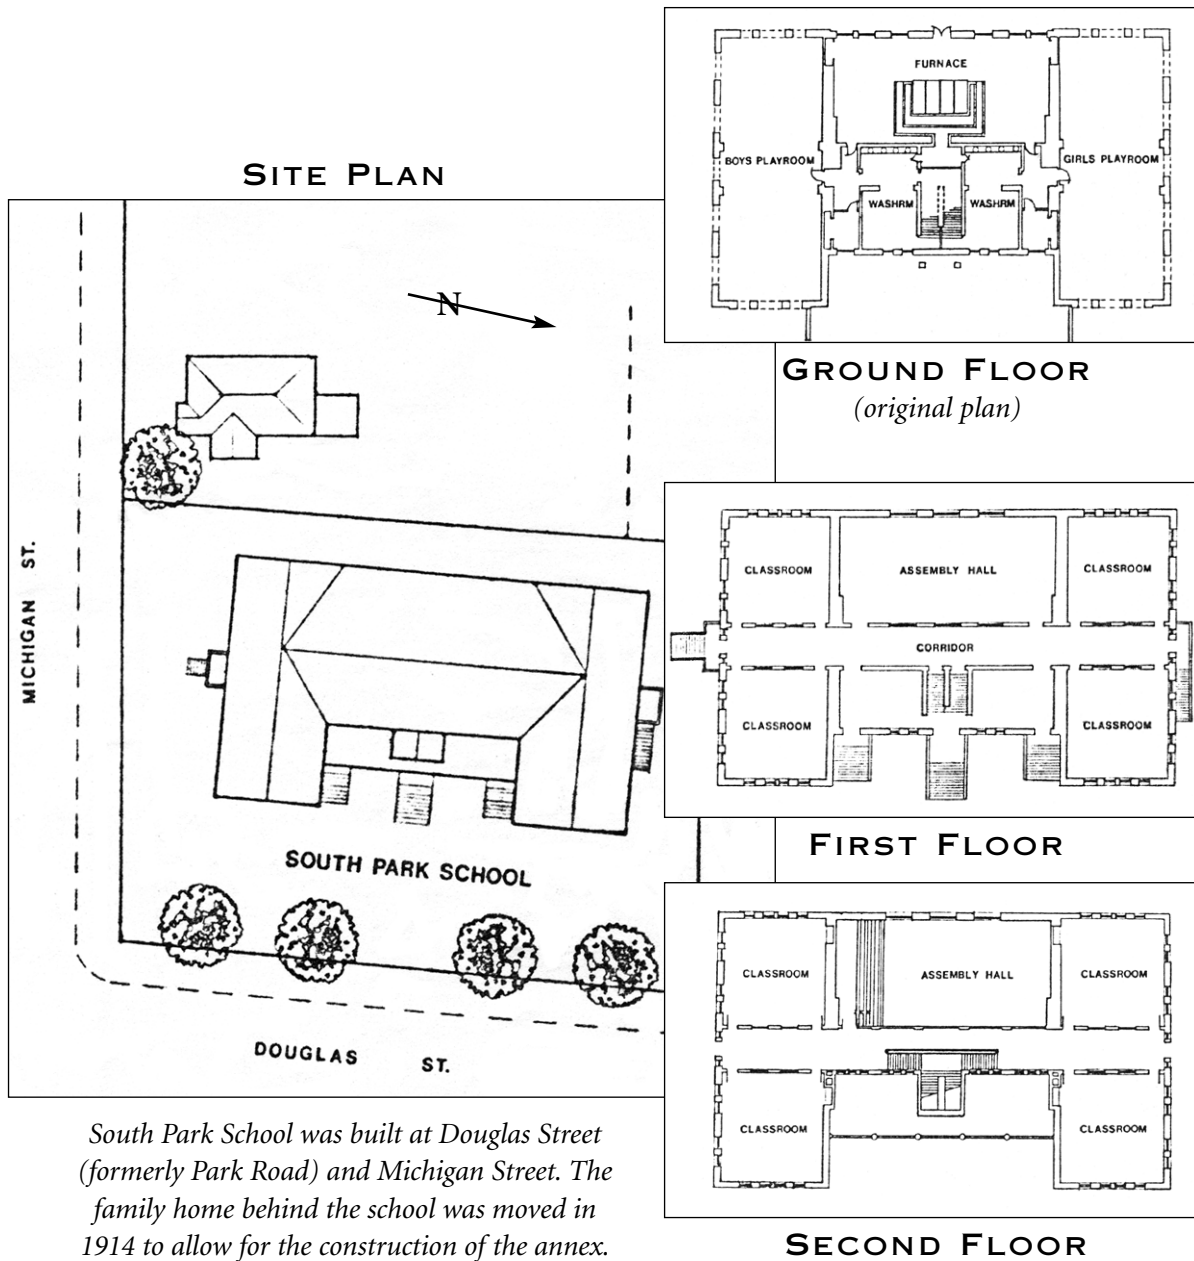 SITE PLAN
N
MICHIGAN ST.
SOUTH PARK SCHOOL
DOUGLAS ST.
South Park School was built at Douglas Street
(formerly Park Road) and Michigan Street. The
family home behind the school was moved in
1914 to allow for the construction of the annex.
FURNACE
BOYS PLAYROOM
GIRLS PLAYROOM
WASHRM
WASHRM
GROUND FLOOR
(original plan)
CLASSROOM
ASSEMBLY HALL
CLASSROOM
CORRIDOR
CLASSROOM
CLASSROOM
FIRST FLOOR
CLASSROOM
ASSEMBLY HALL
CLASSROOM
CLASSROOM
CLASSROOM
SECOND FLOOR